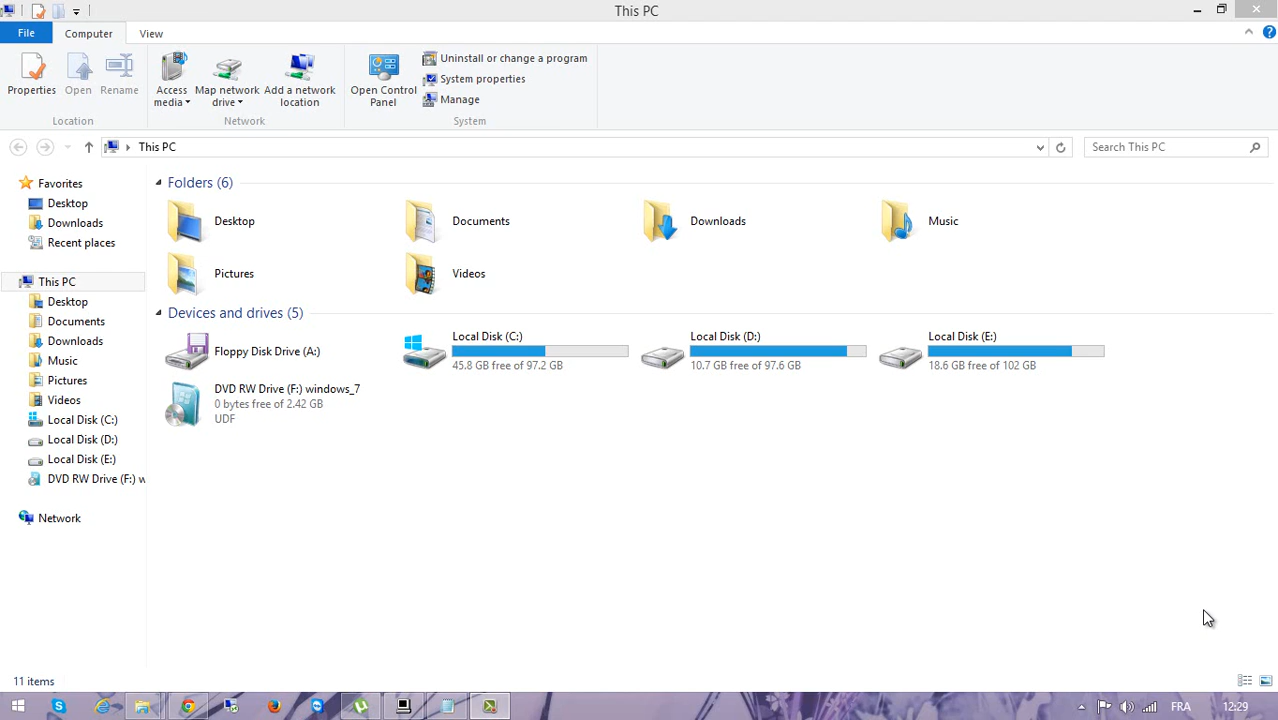 This PC
File Computer View
Properties Open Rename Access media Map network drive Add a network location Open Control Panel Uninstall or change a program
System properties
Manage
Location Network System
This PC Search This PC
Favorites
Desktop
Downloads
Recent places
This PC
Desktop
Documents
Downloads
Music
Pictures
Videos
Local Disk (C:)
Local Disk (D:)
Local Disk (E:)
DVD RW Drive (F:) w
Network
Folders (6)
Desktop Documents Downloads Music
Pictures Videos
Devices and drives (5)
Floppy Disk Drive (A:)
Local Disk (C:)
45.8 GB free of 97.2 GB
Local Disk (D:)
10.7 GB free of 97.6 GB
Local Disk (E:)
18.6 GB free of 102 GB
DVD RW Drive (F:) windows_7
0 bytes free of 2.42 GB
UDF
11 items
FRA 12:29